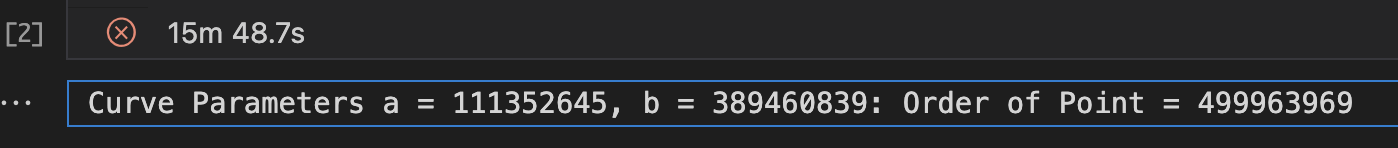 [2] 15m 48.7s
... Curve Parameters a = 111352645, b = 389460839: Order of Point = 499963969